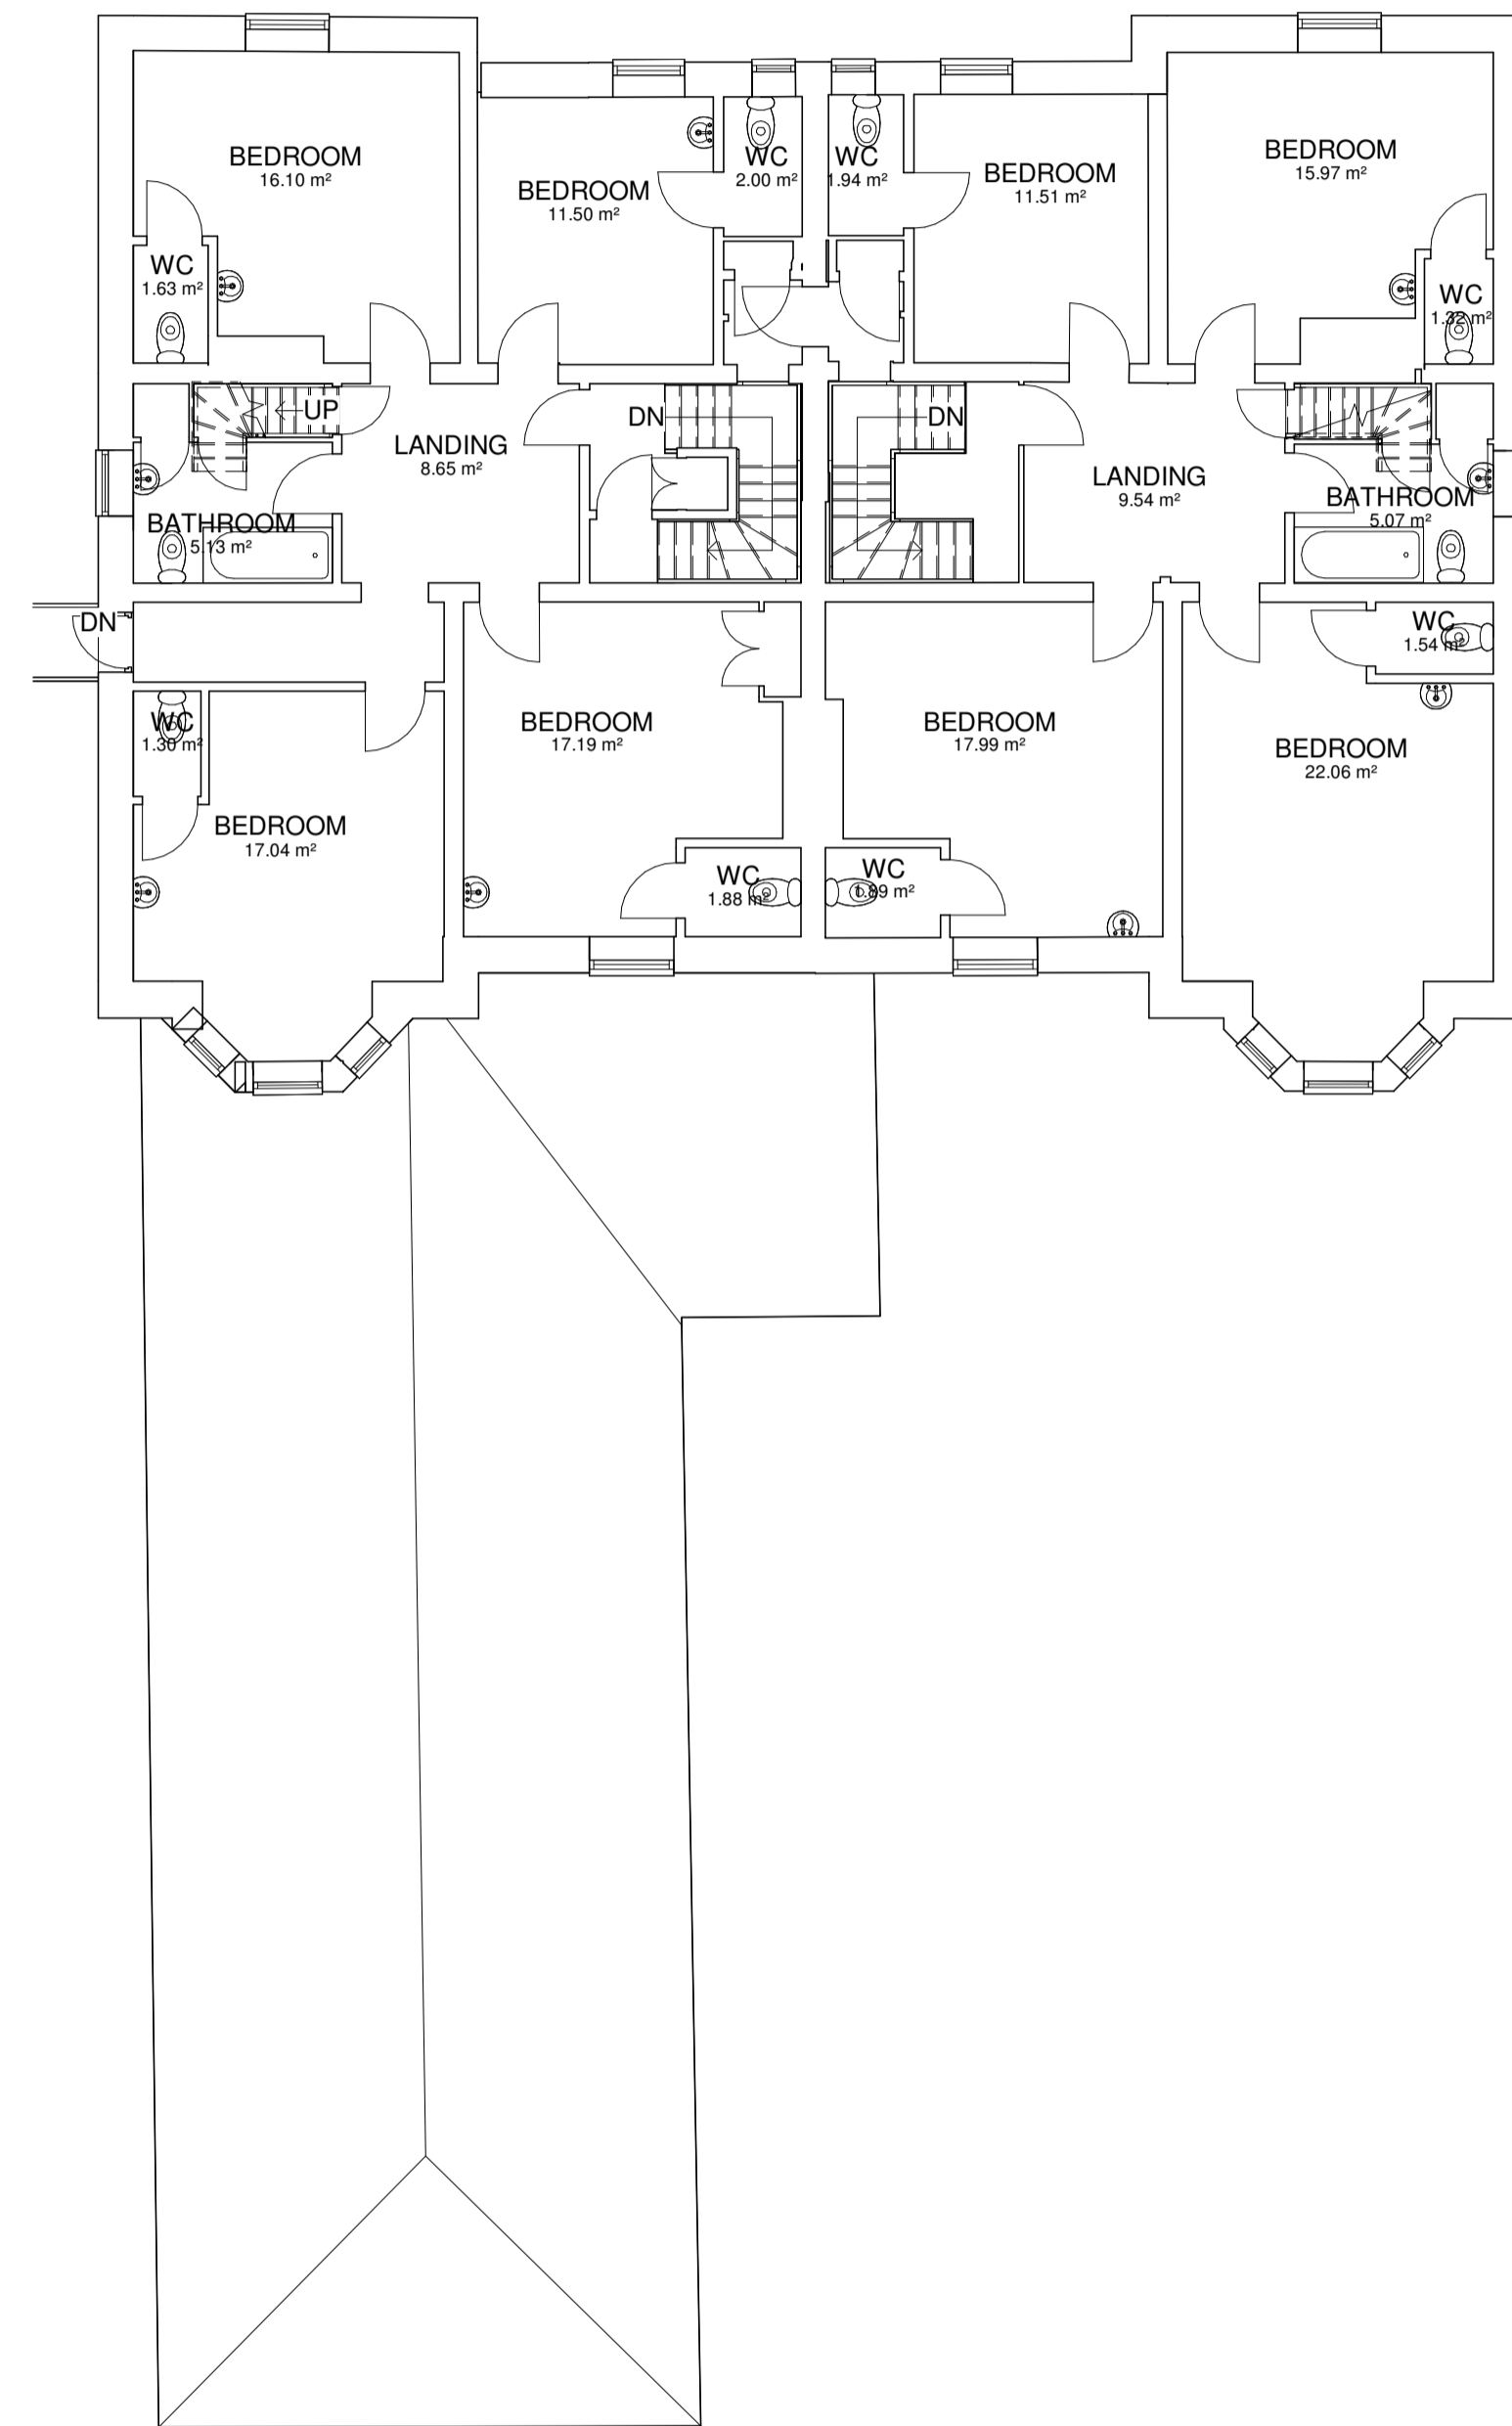 BEDROOM
16.10 m²
BEDROOM
11.50 m²
WC
2.00 m²
WC
1.94 m²
BEDROOM
11.51 m²
BEDROOM
15.97 m²
WC
1.63 m²
WC
1.32 m²
UP
LANDING
8.65 m²
DN
DN
LANDING
9.54 m²
BATHROOM
5.13 m²
BATHROOM
5.07 m²
DN
WC
1.54 m²
WC
1.30 m²
BEDROOM
17.19 m²
BEDROOM
17.99 m²
BEDROOM
22.06 m²
BEDROOM
17.04 m²
WC
1.88 m²
WC
1.89 m²